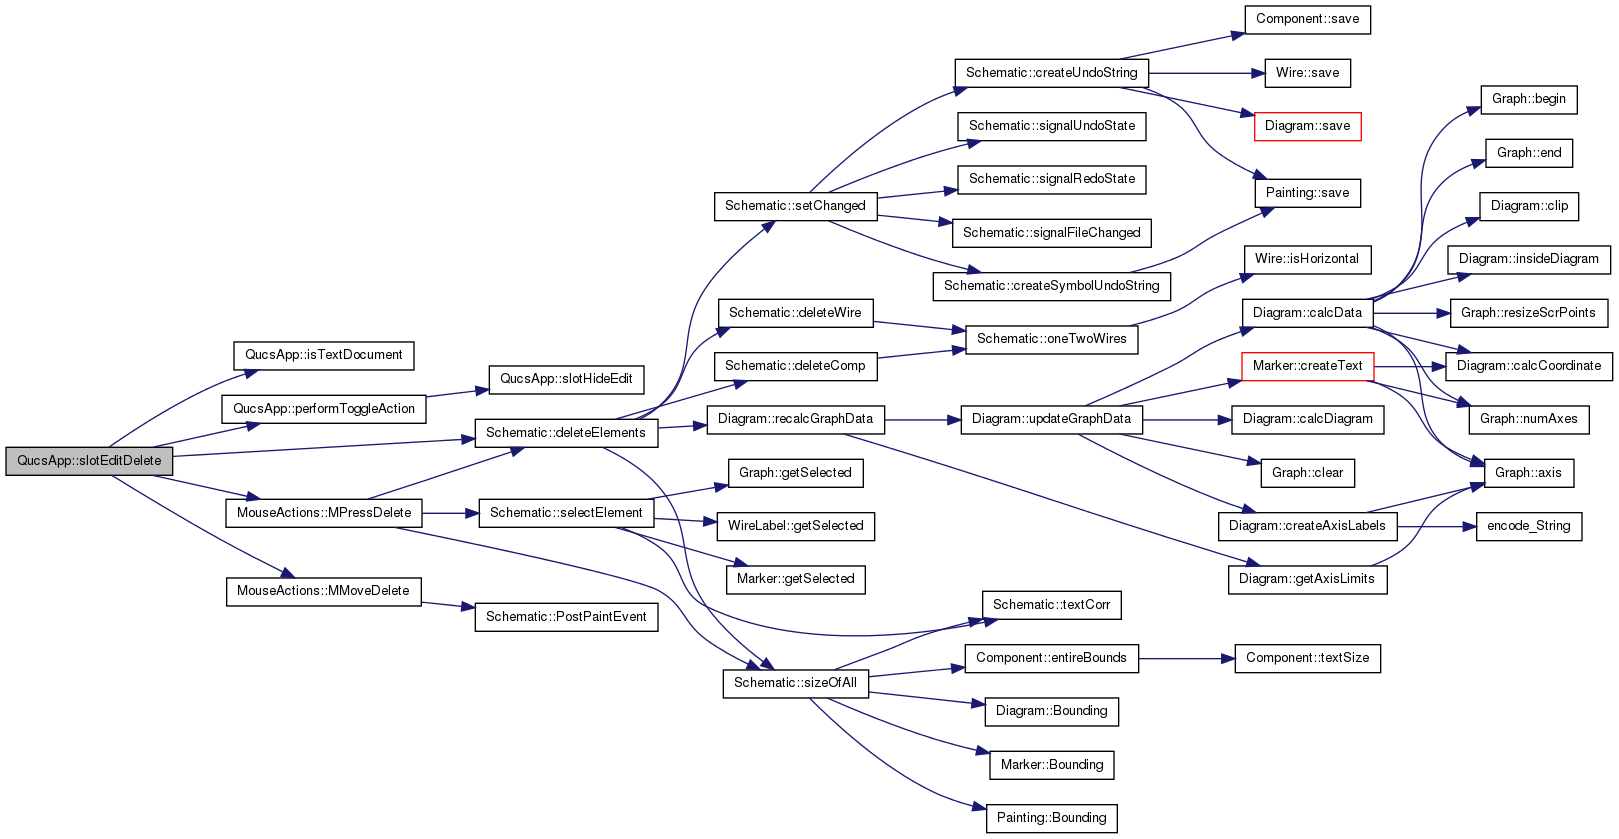 QucsApp::slotEditDelete
QucsApp::isTextDocument
QucsApp::performToggleAction
MouseActions::MPressDelete
MouseActions::MMoveDelete
QucsApp::slotHideEdit
Schematic::deleteElements
Schematic::selectElement
Schematic::PostPaintEvent
Schematic::setChanged
Schematic::deleteWire
Schematic::deleteComp
Diagram::recalcGraphData
Graph::getSelected
WireLabel::getSelected
Marker::getSelected
Schematic::sizeOfAll
Schematic::createUndoString
Schematic::signalUndoState
Schematic::signalRedoState
Schematic::signalFileChanged
Schematic::createSymbolUndoString
Schematic::oneTwoWires
Diagram::updateGraphData
Schematic::textCorr
Component::entireBounds
Diagram::Bounding
Marker::Bounding
Painting::Bounding
Component::save
Wire::save
Diagram::save
Painting::save
Wire::isHorizontal
Diagram::calcData
Marker::createText
Diagram::calcDiagram
Graph::clear
Diagram::createAxisLabels
Diagram::getAxisLimits
Component::textSize
Graph::begin
Graph::end
Diagram::clip
Diagram::insideDiagram
Graph::resizeScrPoints
Diagram::calcCoordinate
Graph::numAxes
Graph::axis
encode_String